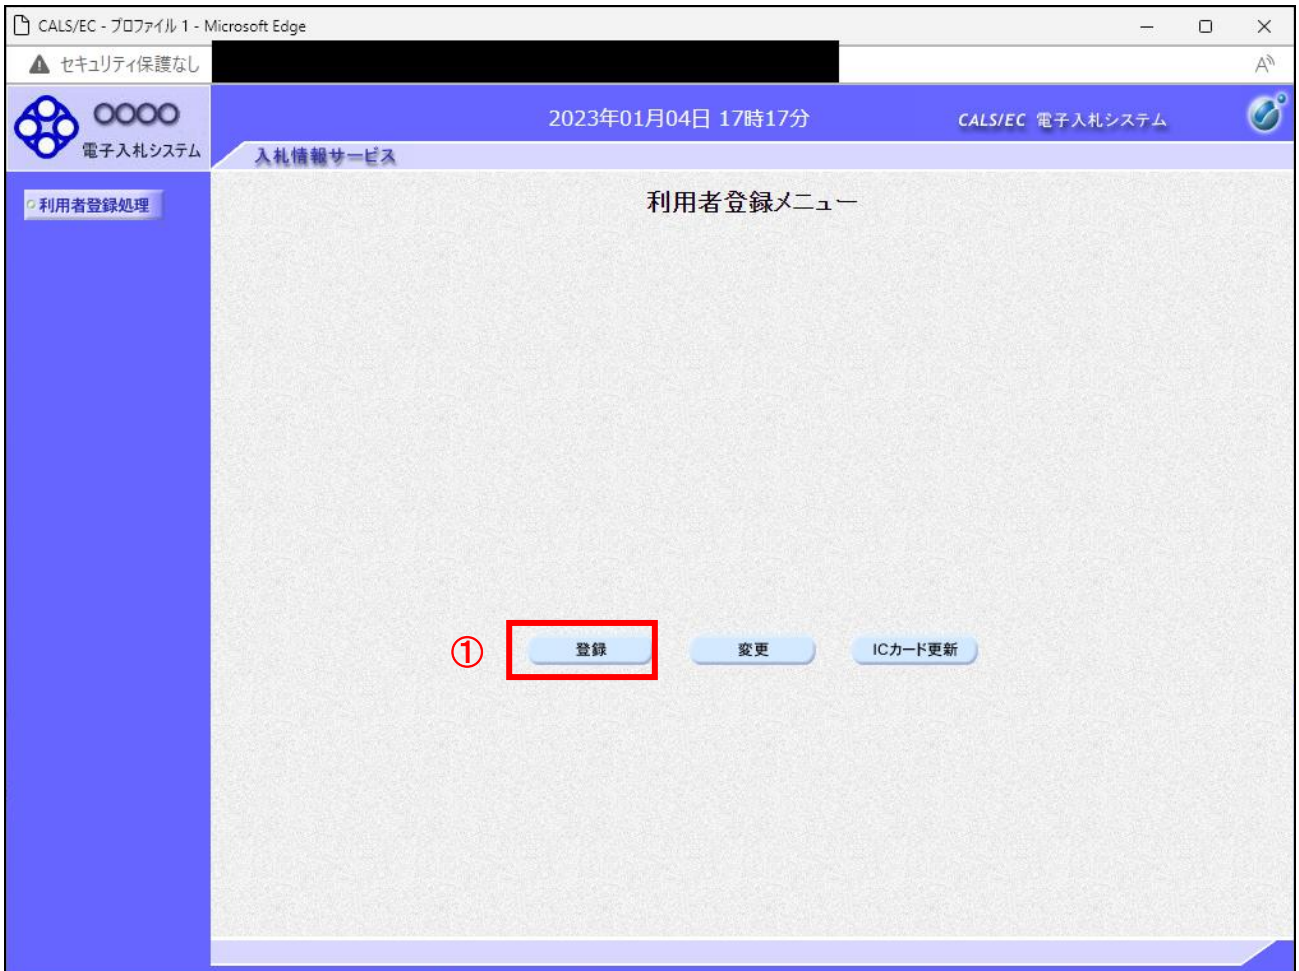 CALS/EC - プロファイル 1 - Microsoft Edge
セキュリティ保護なし
○○○○
電子入札システム
2023年01月04日 17時17分
CALS/EC 電子入札システム
入札情報サービス
利用者登録処理
利用者登録メニュー
① 登録 変更 ICカード更新